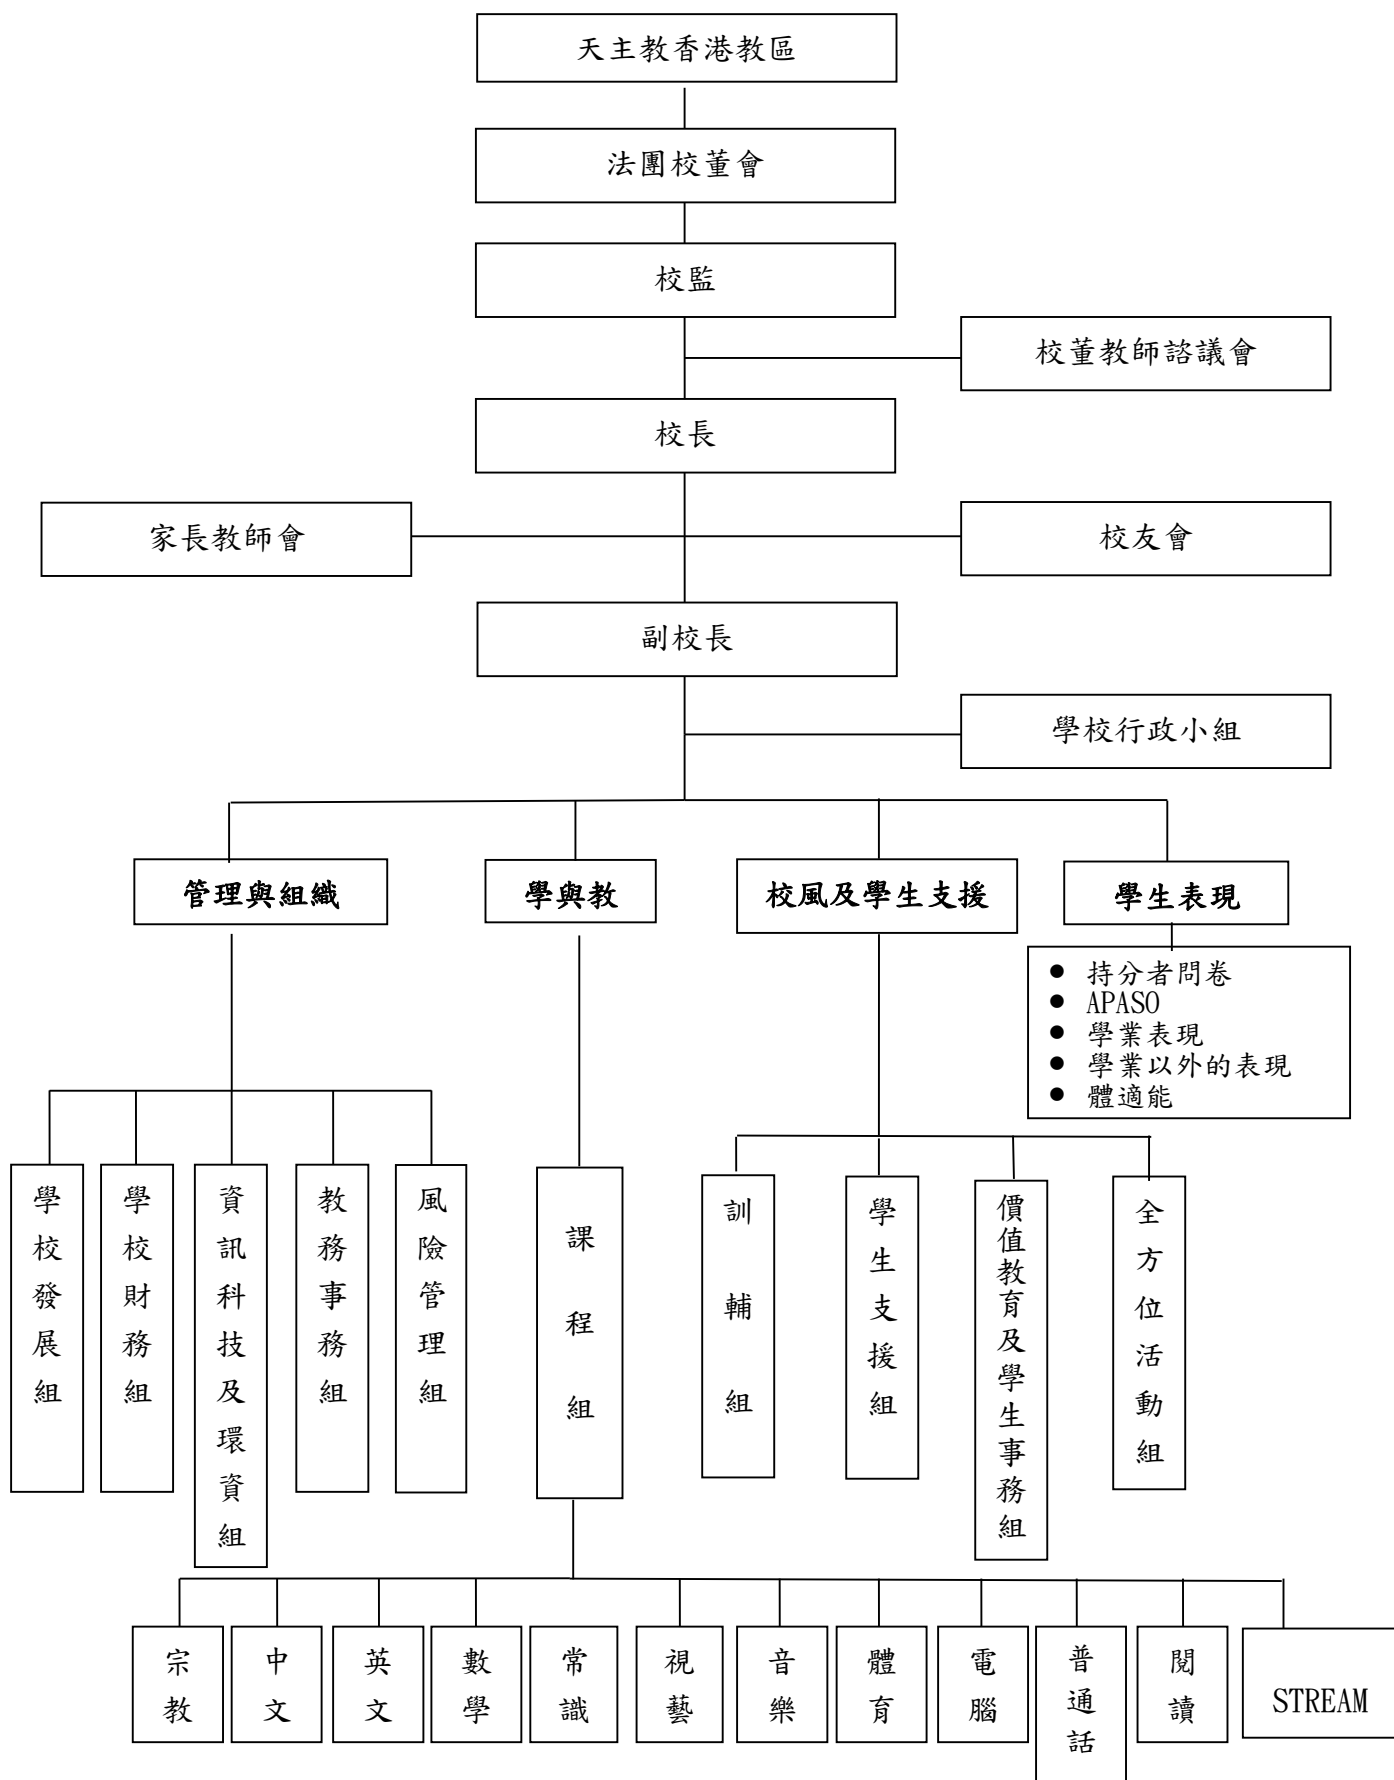 天主教香港教區
法團校董會
校監
校董教師諮議會
校長
家長教師會
校友會
副校長
學校行政小組
管理與組織
學與教
校風及學生支援
學生表現
● 持分者問卷
● APASO
● 學業表現
● 學業以外的表現
● 體適能
學校發展組
學校財務組
資訊科技及環資組
教務事務組
風險管理組
課程組
訓輔組
學生支援組
價值教育及學生事務組
全方位活動組
宗教
中文
英文
數學
常識
視藝
音樂
體育
電腦
普通話
閱讀
STREAM